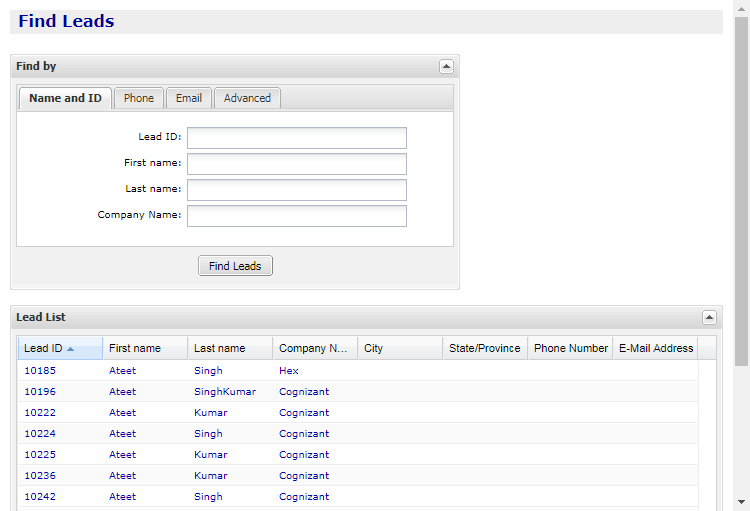 Find Leads
Find by
Name and ID Phone Email Advanced
Lead ID:
First name:
Last name:
Company Name:
Find Leads
Lead List
Lead ID First name Last name Company N... City State/Province Phone Number E-Mail Address
10185 Ateet Singh Hex
10196 Ateet SinghKumar Cognizant
10222 Ateet Kumar Cognizant
10224 Ateet Singh Cognizant
10225 Ateet Kumar Cognizant
10236 Ateet Kumar Cognizant
10242 Ateet Singh Cognizant